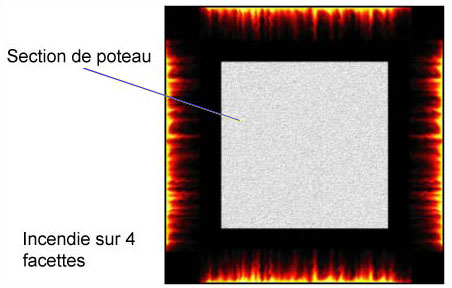 Section de poteau
Incendie sur 4
facettes